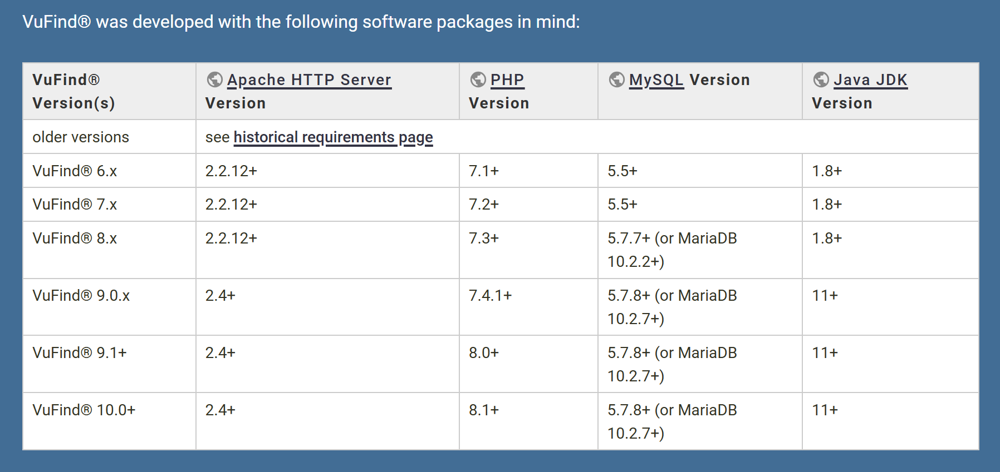 VuFind® was developed with the following software packages in mind:
VuFind® Version(s) Apache HTTP Server Version PHP Version MySQL Version Java JDK Version
older versions see historical requirements page
VuFind® 6.x 2.2.12+ 7.1+ 5.5+ 1.8+
VuFind® 7.x 2.2.12+ 7.2+ 5.5+ 1.8+
VuFind® 8.x 2.2.12+ 7.3+ 5.7.7+ (or MariaDB 10.2.2+) 1.8+
VuFind® 9.0.x 2.4+ 7.4.1+ 5.7.8+ (or MariaDB 10.2.7+) 11+
VuFind® 9.1+ 2.4+ 8.0+ 5.7.8+ (or MariaDB 10.2.7+) 11+
VuFind® 10.0+ 2.4+ 8.1+ 5.7.8+ (or MariaDB 10.2.7+) 11+